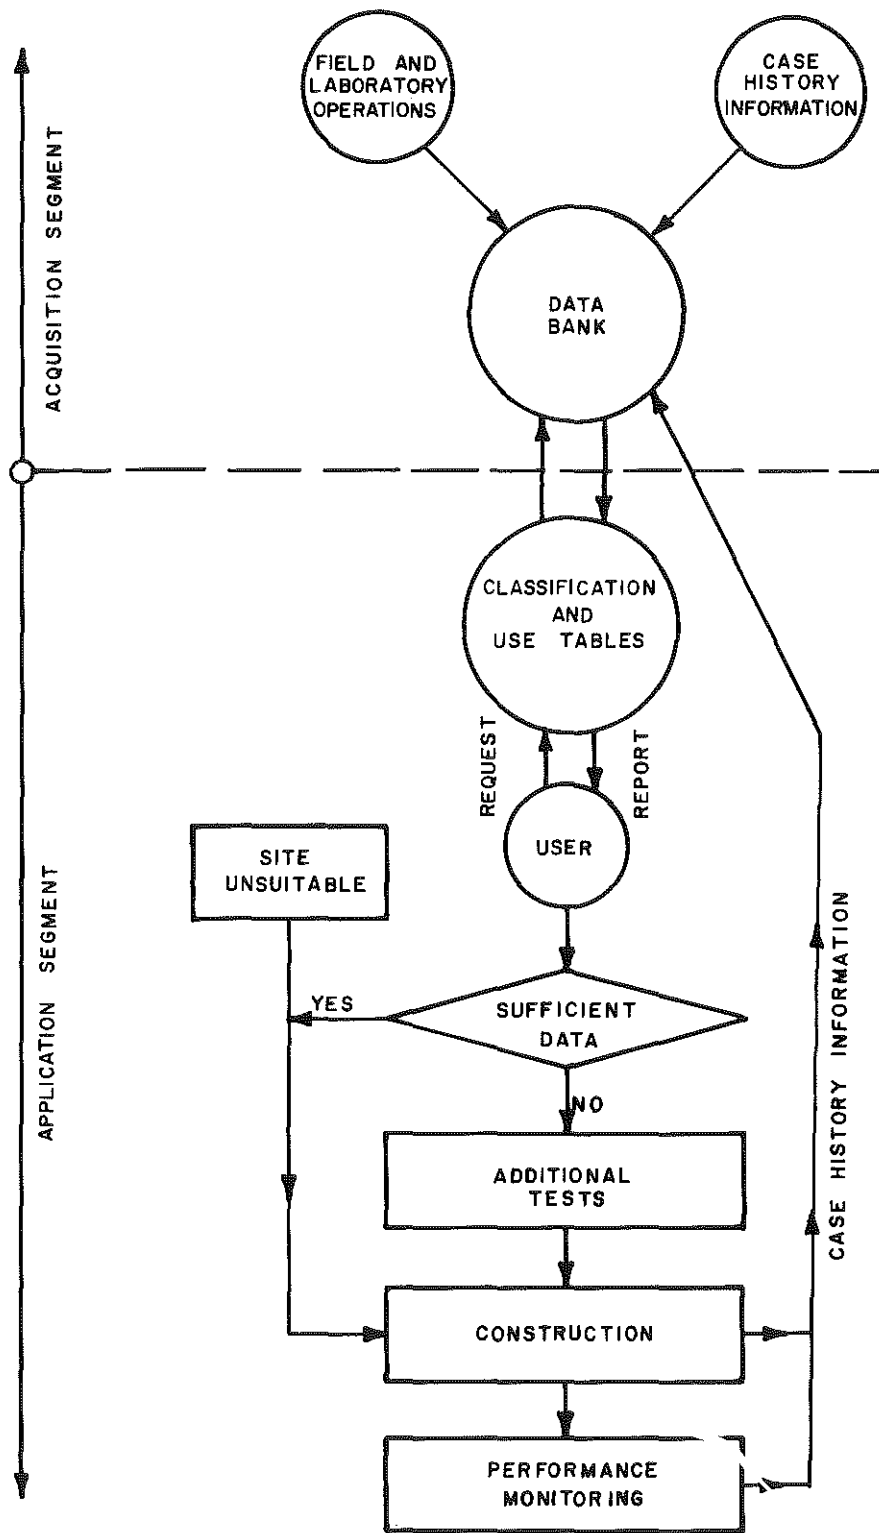 FIELD AND
LABORATORY
OPERATIONS
CASE
HISTORY
INFORMATION
ACQUISITION SEGMENT
DATA
BANK
CLASSIFICATION
AND
USE TABLES
REQUEST
REPORT
USER
SITE
UNSUITABLE
APPLICATION SEGMENT
YES
SUFFICIENT
DATA
NO
CASE HISTORY INFORMATION
ADDITIONAL
TESTS
CONSTRUCTION
PERFORMANCE
MONITORING